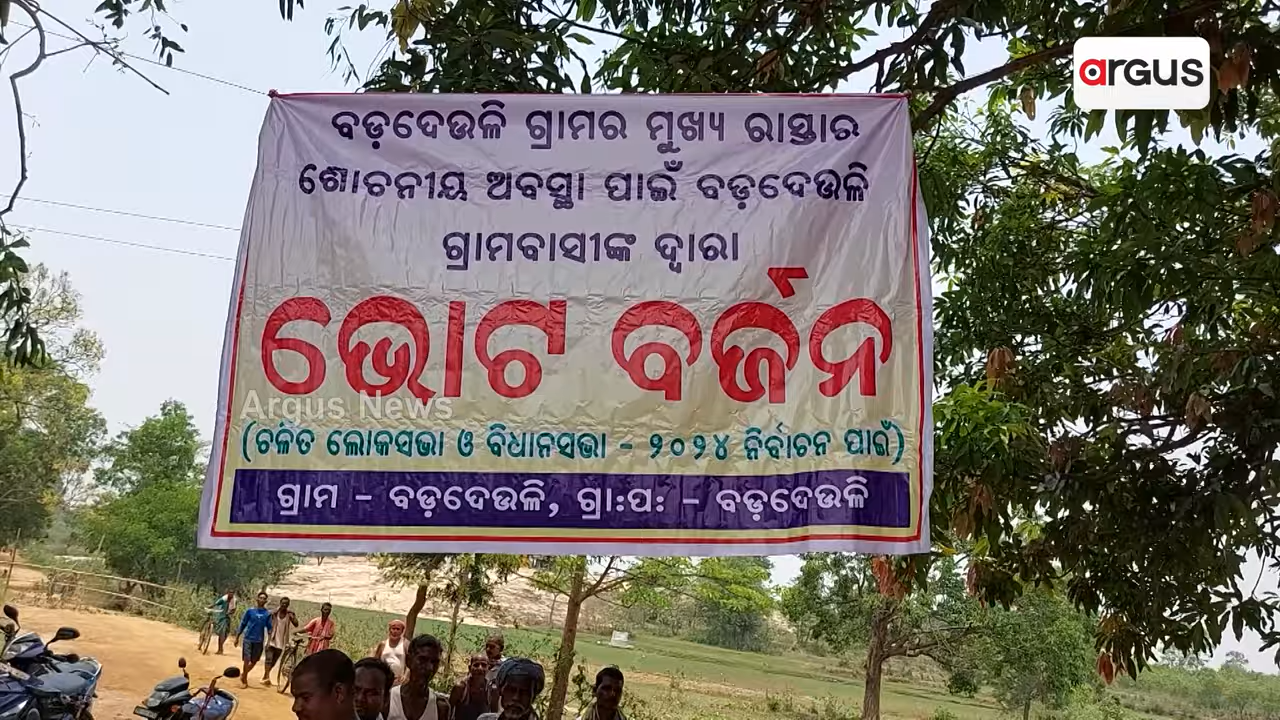 argus
ବଡ଼ଦେଉଳି ଗ୍ରାମର ମୁଖ୍ୟ ରାସ୍ତାର
ଶୋଚନୀୟ ଅବସ୍ଥା ପାଇଁ ବଡ଼ଦେଉଳି
ଗ୍ରାମବାସୀଙ୍କ ଦ୍ୱାରା
ଭୋଟ ବର୍ଜନ
Argus News
(ଚଳିତ ଲୋକସଭା ଓ ବିଧାନସଭା - ୨୦୨୪ ନିର୍ବାଚନ ପାଇଁ)
ଗ୍ରାମ - ବଡ଼ଦେଉଳି, ଗ୍ରା:ପ: - ବଡ଼ଦେଉଳି